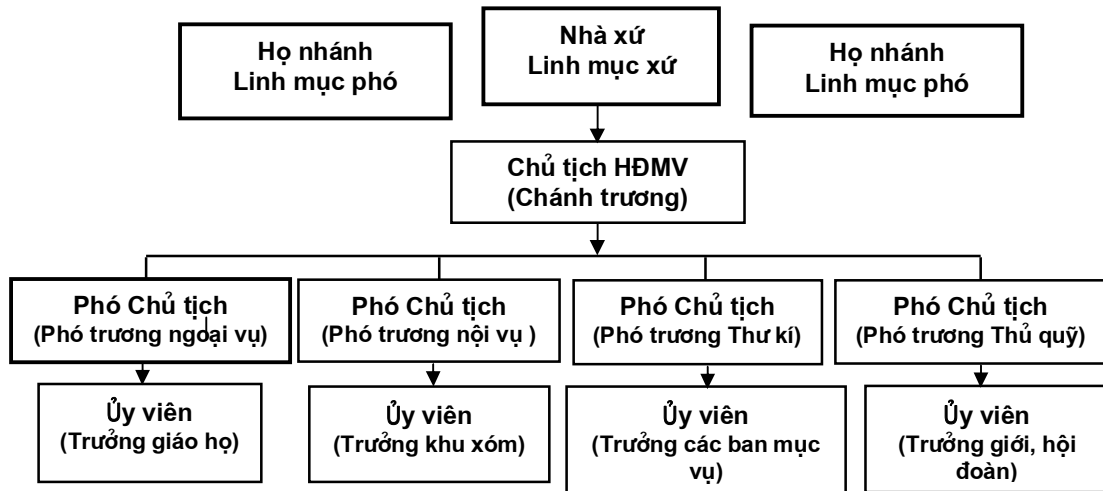 Họ nhánh
Linh mục phó
Nhà xứ
Linh mục xứ
Họ nhánh
Linh mục phó
Chủ tịch HĐMV
(Chánh trương)
Phó Chủ tịch
(Phó trương ngoại vụ)
Phó Chủ tịch
(Phó trương nội vụ )
Phó Chủ tịch
(Phó trương Thư kí)
Phó Chủ tịch
(Phó trương Thủ quỹ)
Ủy viên
(Trưởng giáo họ)
Ủy viên
(Trưởng khu xóm)
Ủy viên
(Trưởng các ban mục
vụ)
Ủy viên
(Trưởng giới, hội
đoàn)